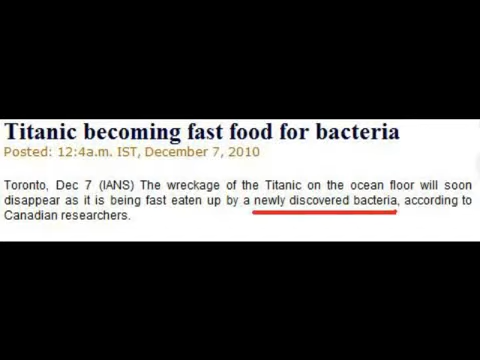 Titanic becoming fast food for bacteria
Posted: 12:4a.m. IST, December 7, 2010
Toronto, Dec 7 (IANS) The wreckage of the Titanic on the ocean floor will soon
disappear as it is being fast eaten up by a newly discovered bacteria, according to
Canadian researchers.